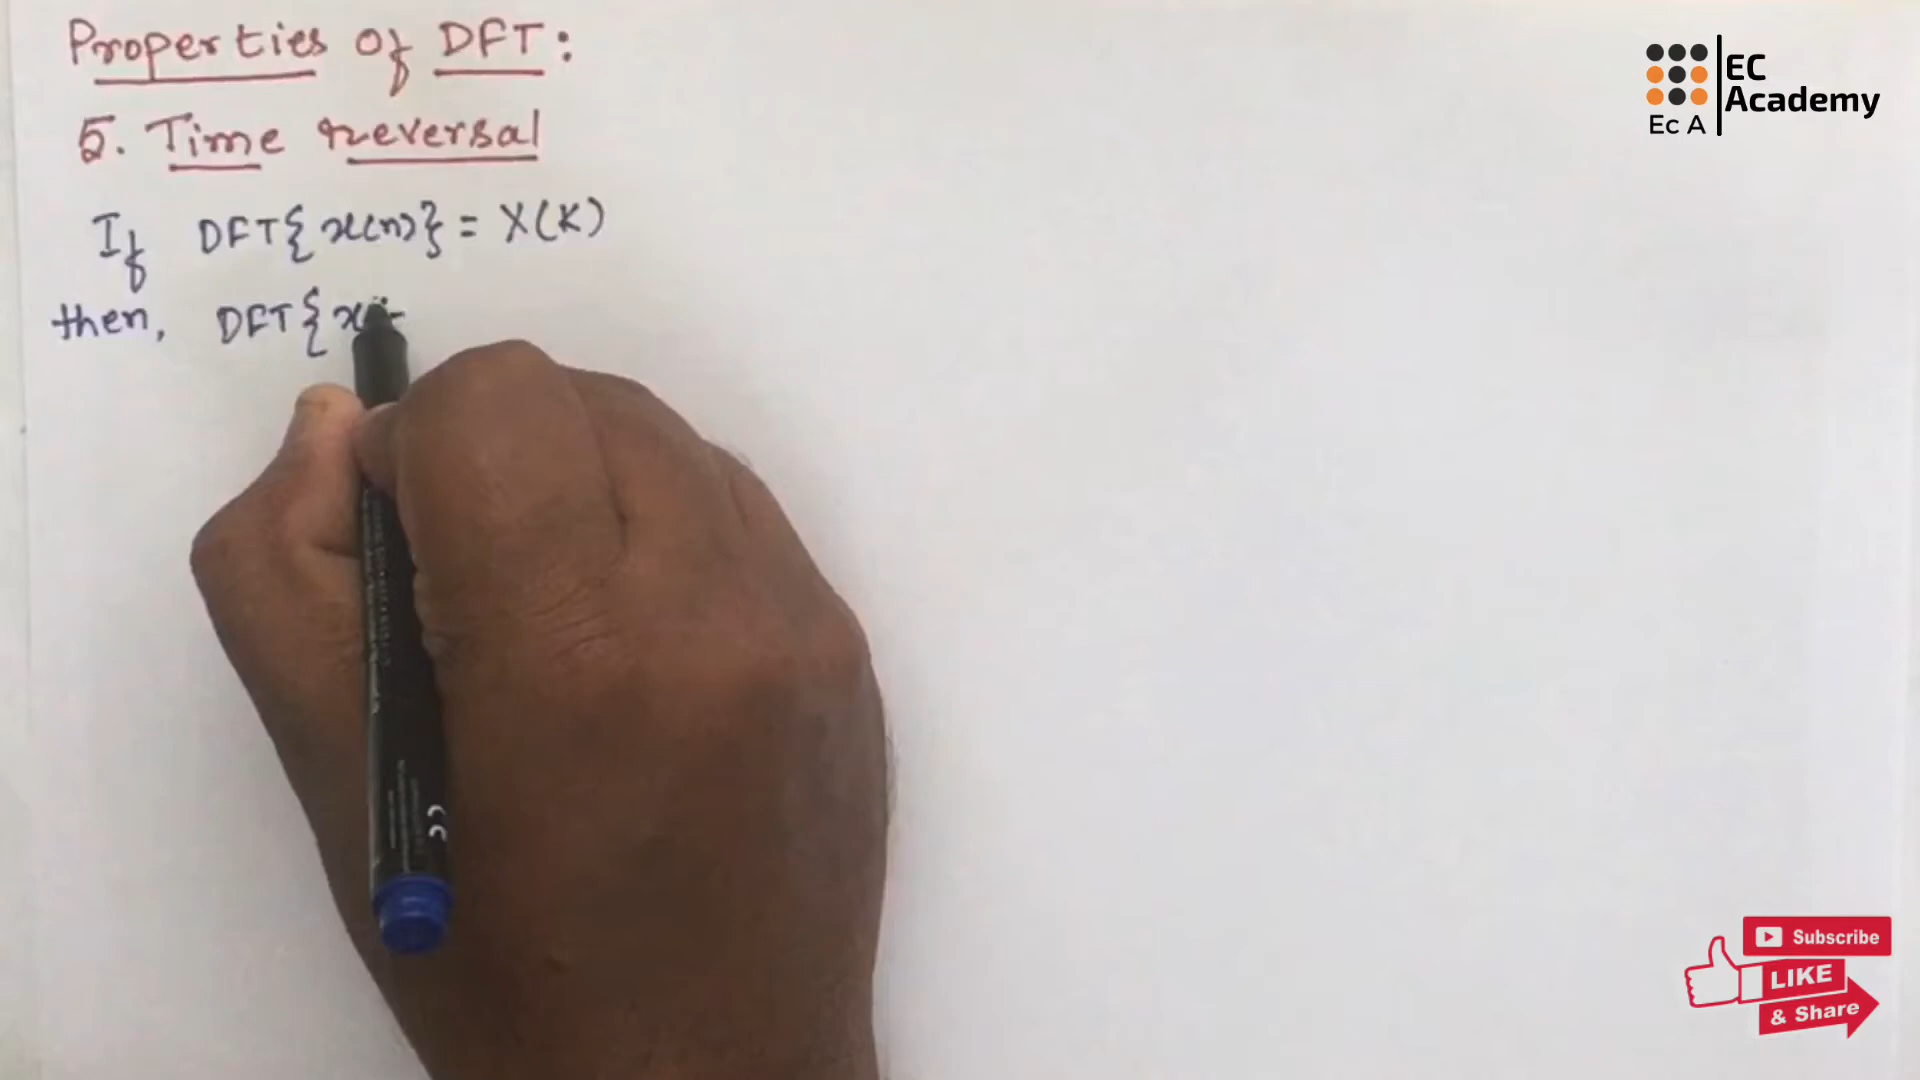 Properties of DFT:
5. Time reversal
If DFT{x(n)} = X(K)
then, DFT{x(-
EC
Academy
Ec A
Subscribe
LIKE
& Share